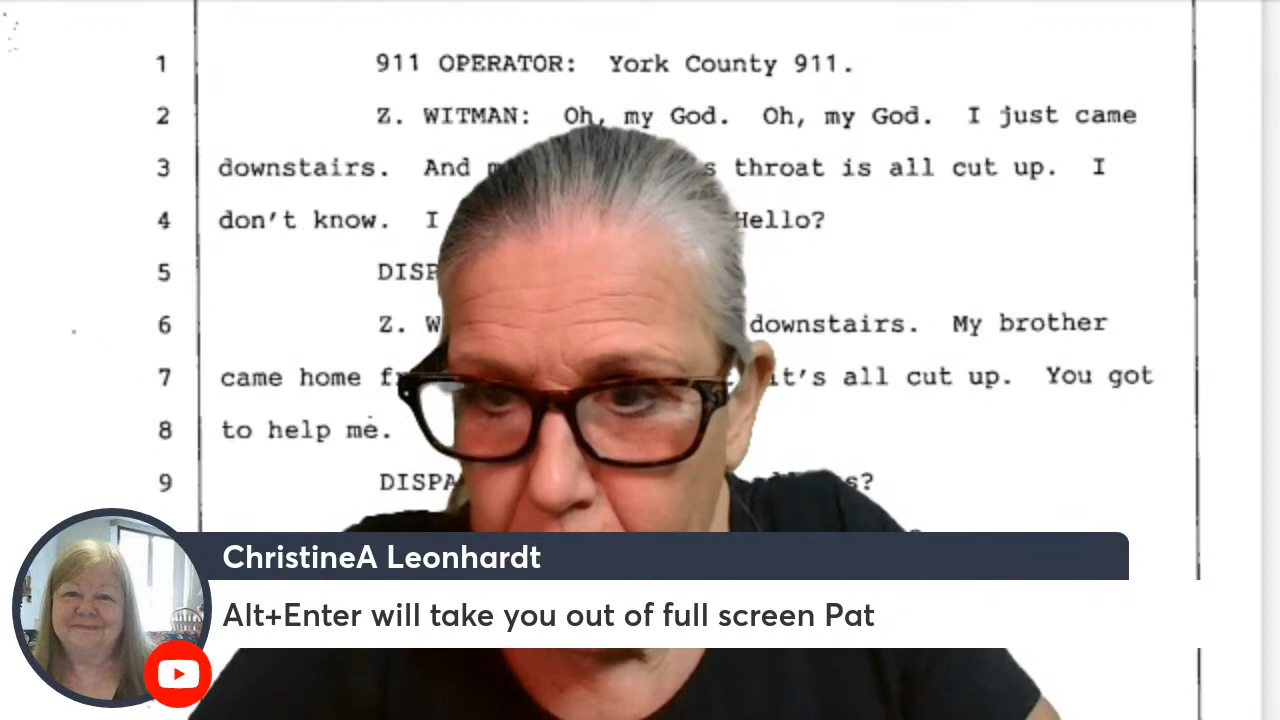 1 911 OPERATOR: York County 911.
2 Z. WITMAN: Oh, my God. Oh, my God. I just came
3 downstairs. And throat is all cut up. I
4 don't know. I Hello?
5
6 Z. downstairs. My brother
7 came home it's all cut up. You got
8 to help me.
9
ChristineA Leonhardt
Alt+Enter will take you out of full screen Pat